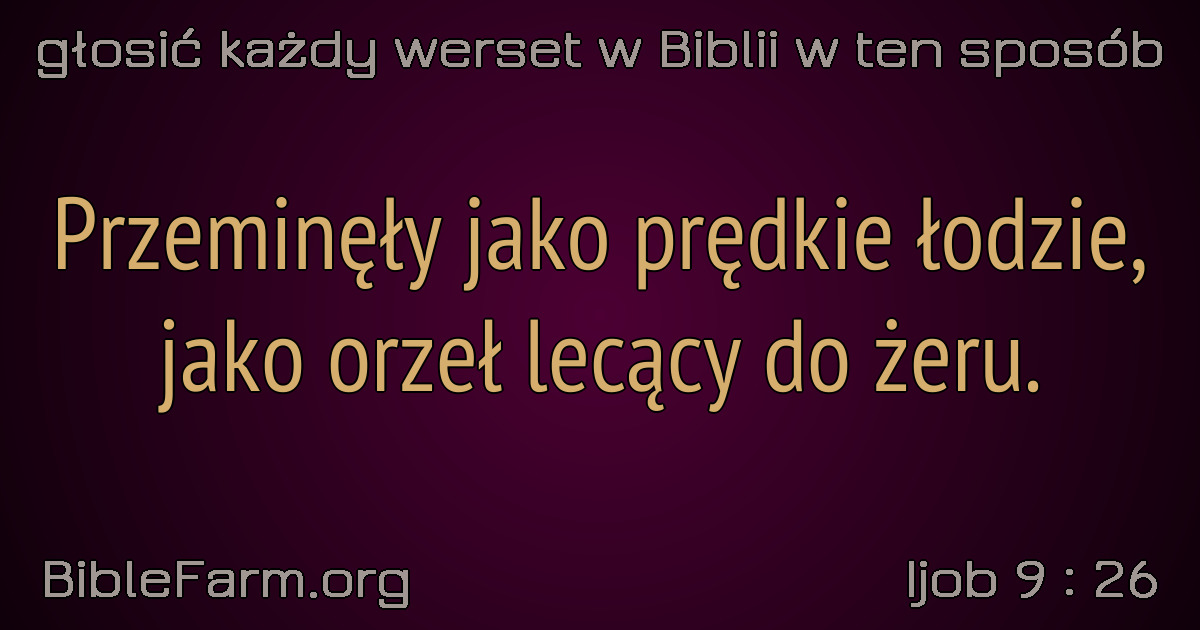 głosić każdy werset w Biblii w ten sposób
Przeminęły jako prędkie łodzie,
jako orzeł lecący do żeru.
BibleFarm.org
Ijob 9 : 26